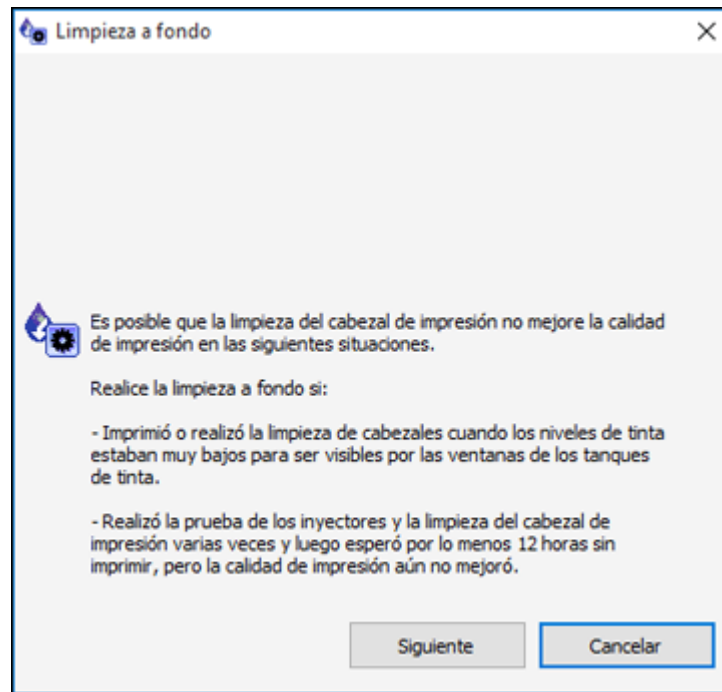 Limpieza a fondo
Es posible que la limpieza del cabezal de impresión no mejore la calidad
de impresión en las siguientes situaciones.
Realice la limpieza a fondo si:
- Imprimió o realizó la limpieza de cabezales cuando los niveles de tinta
estaban muy bajos para ser visibles por las ventanas de los tanques
de tinta.
- Realizó la prueba de los inyectores y la limpieza del cabezal de
impresión varias veces y luego esperó por lo menos 12 horas sin
imprimir, pero la calidad de impresión aún no mejoró.
Siguiente
Cancelar